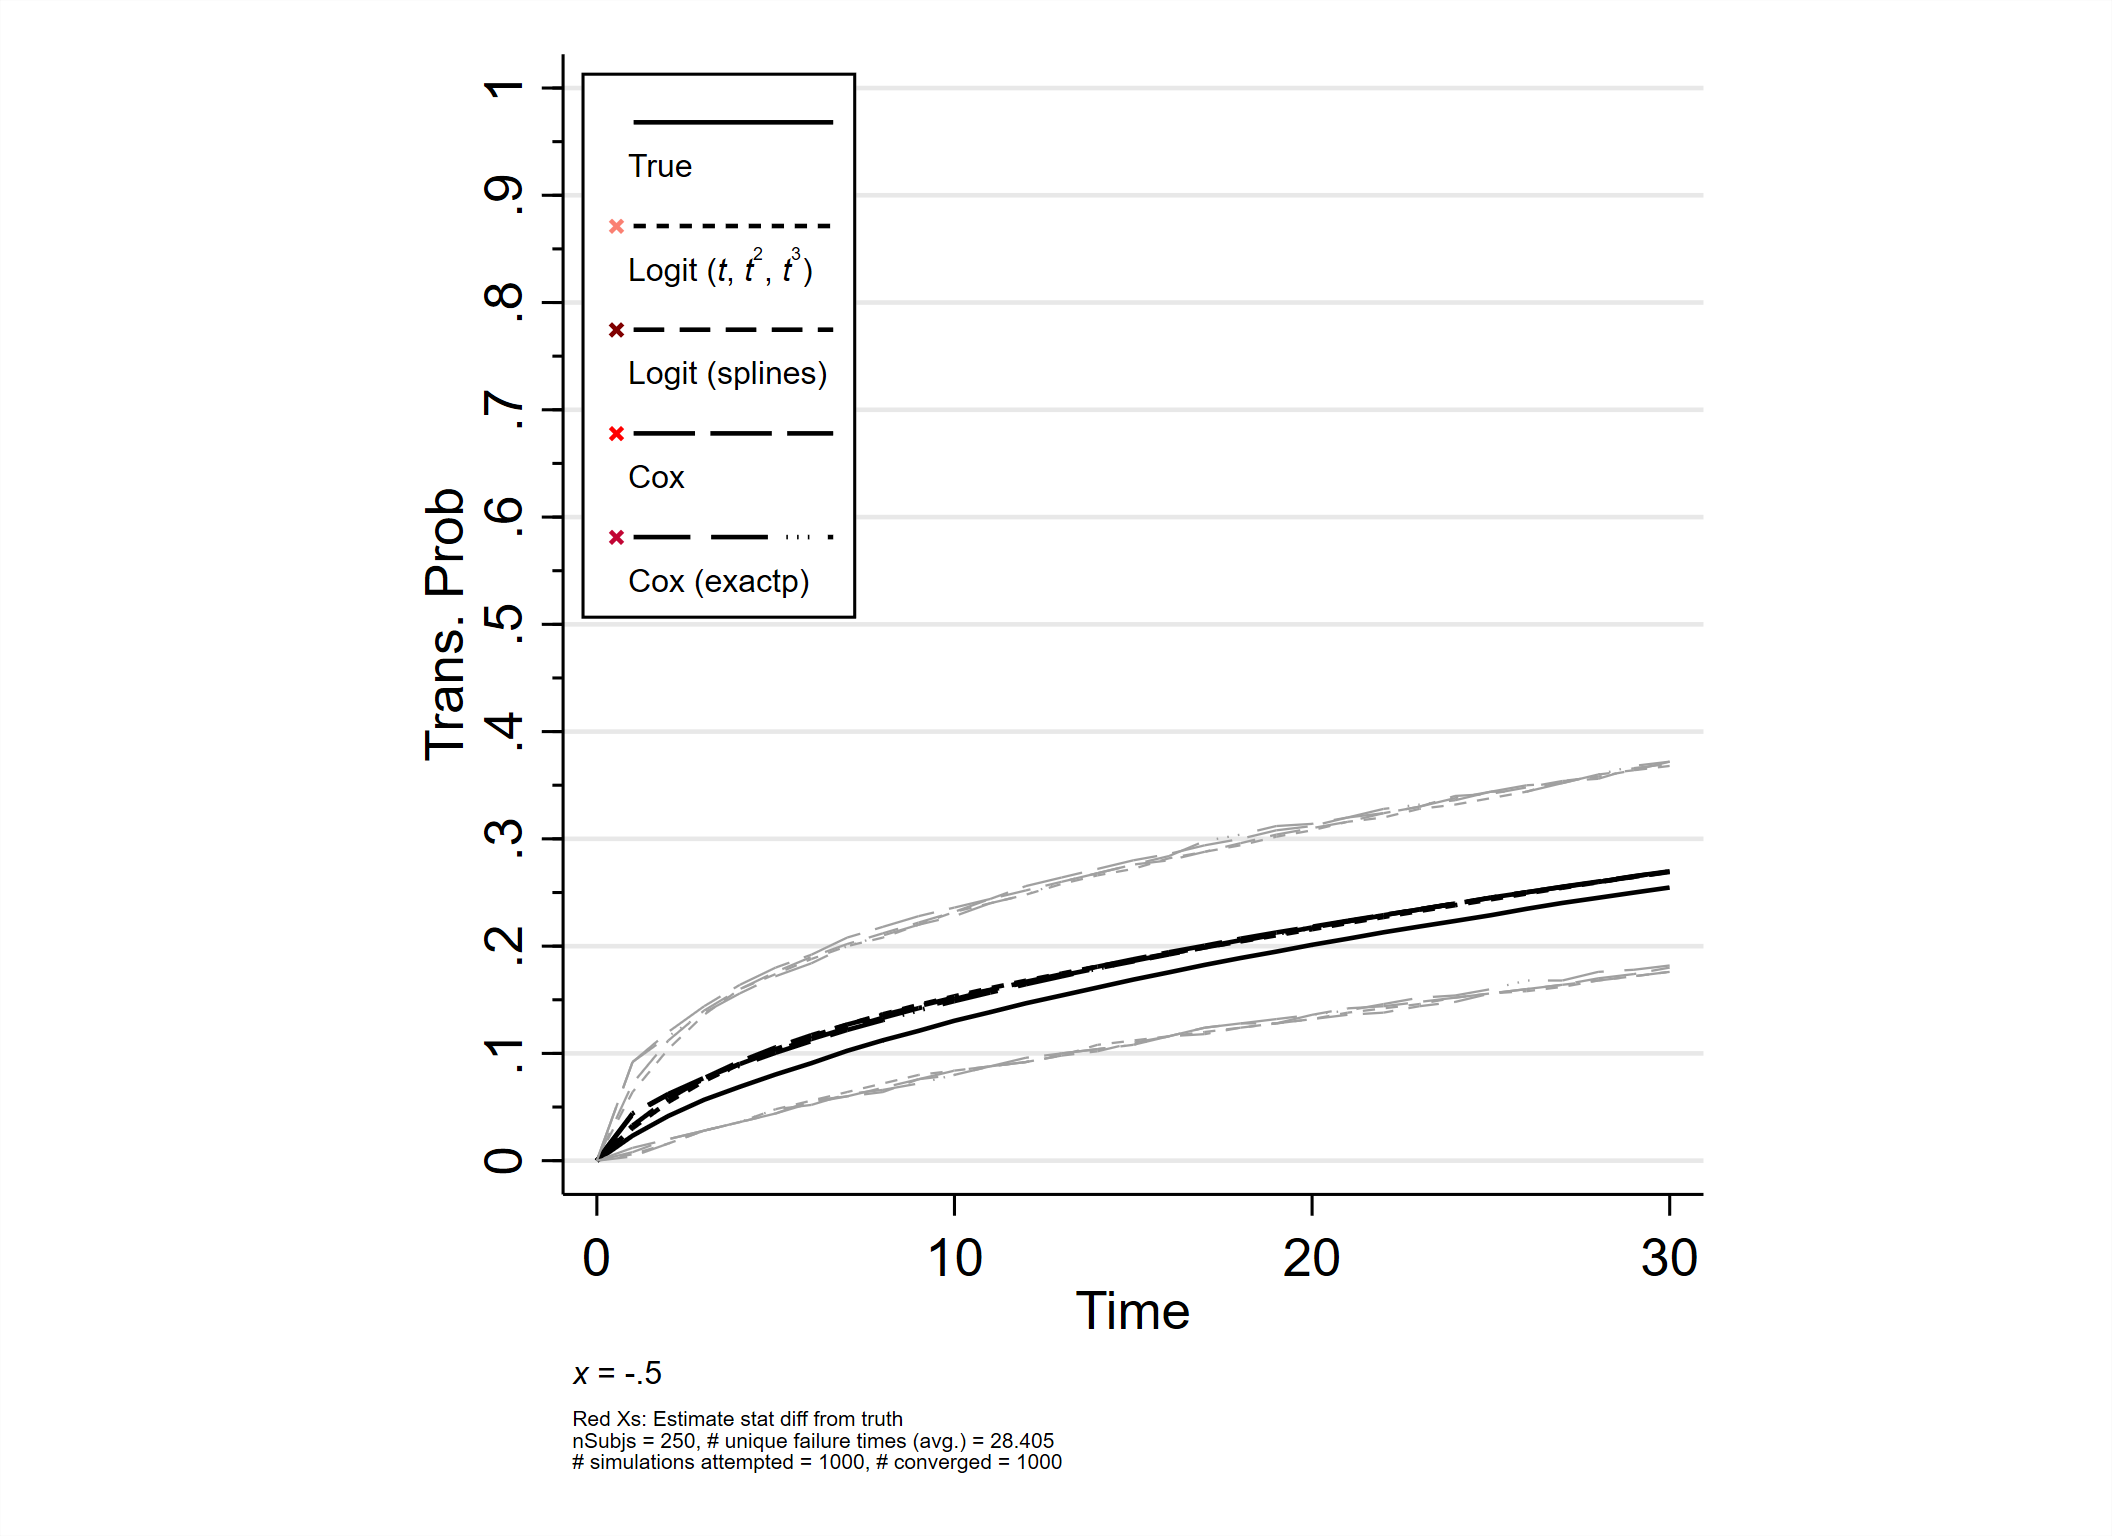 True
Logit (t, t², t³)
Logit (splines)
Cox
Cox (exactp)
Trans. Prob
1
.9
.8
.7
.6
.5
.4
.3
.2
.1
0
0 10 20 30
Time
x = -.5
Red Xs: Estimate stat diff from truth
nSubjs = 250, # unique failure times (avg.) = 28.405
# simulations attempted = 1000, # converged = 1000